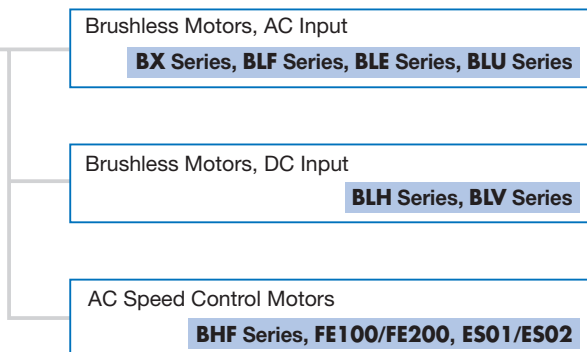 Brushless Motors, AC Input
BX Series, BLF Series, BLE Series, BLU Series
Brushless Motors, DC Input
BLH Series, BLV Series
AC Speed Control Motors
BHF Series, FE100/FE200, ES01/ES02